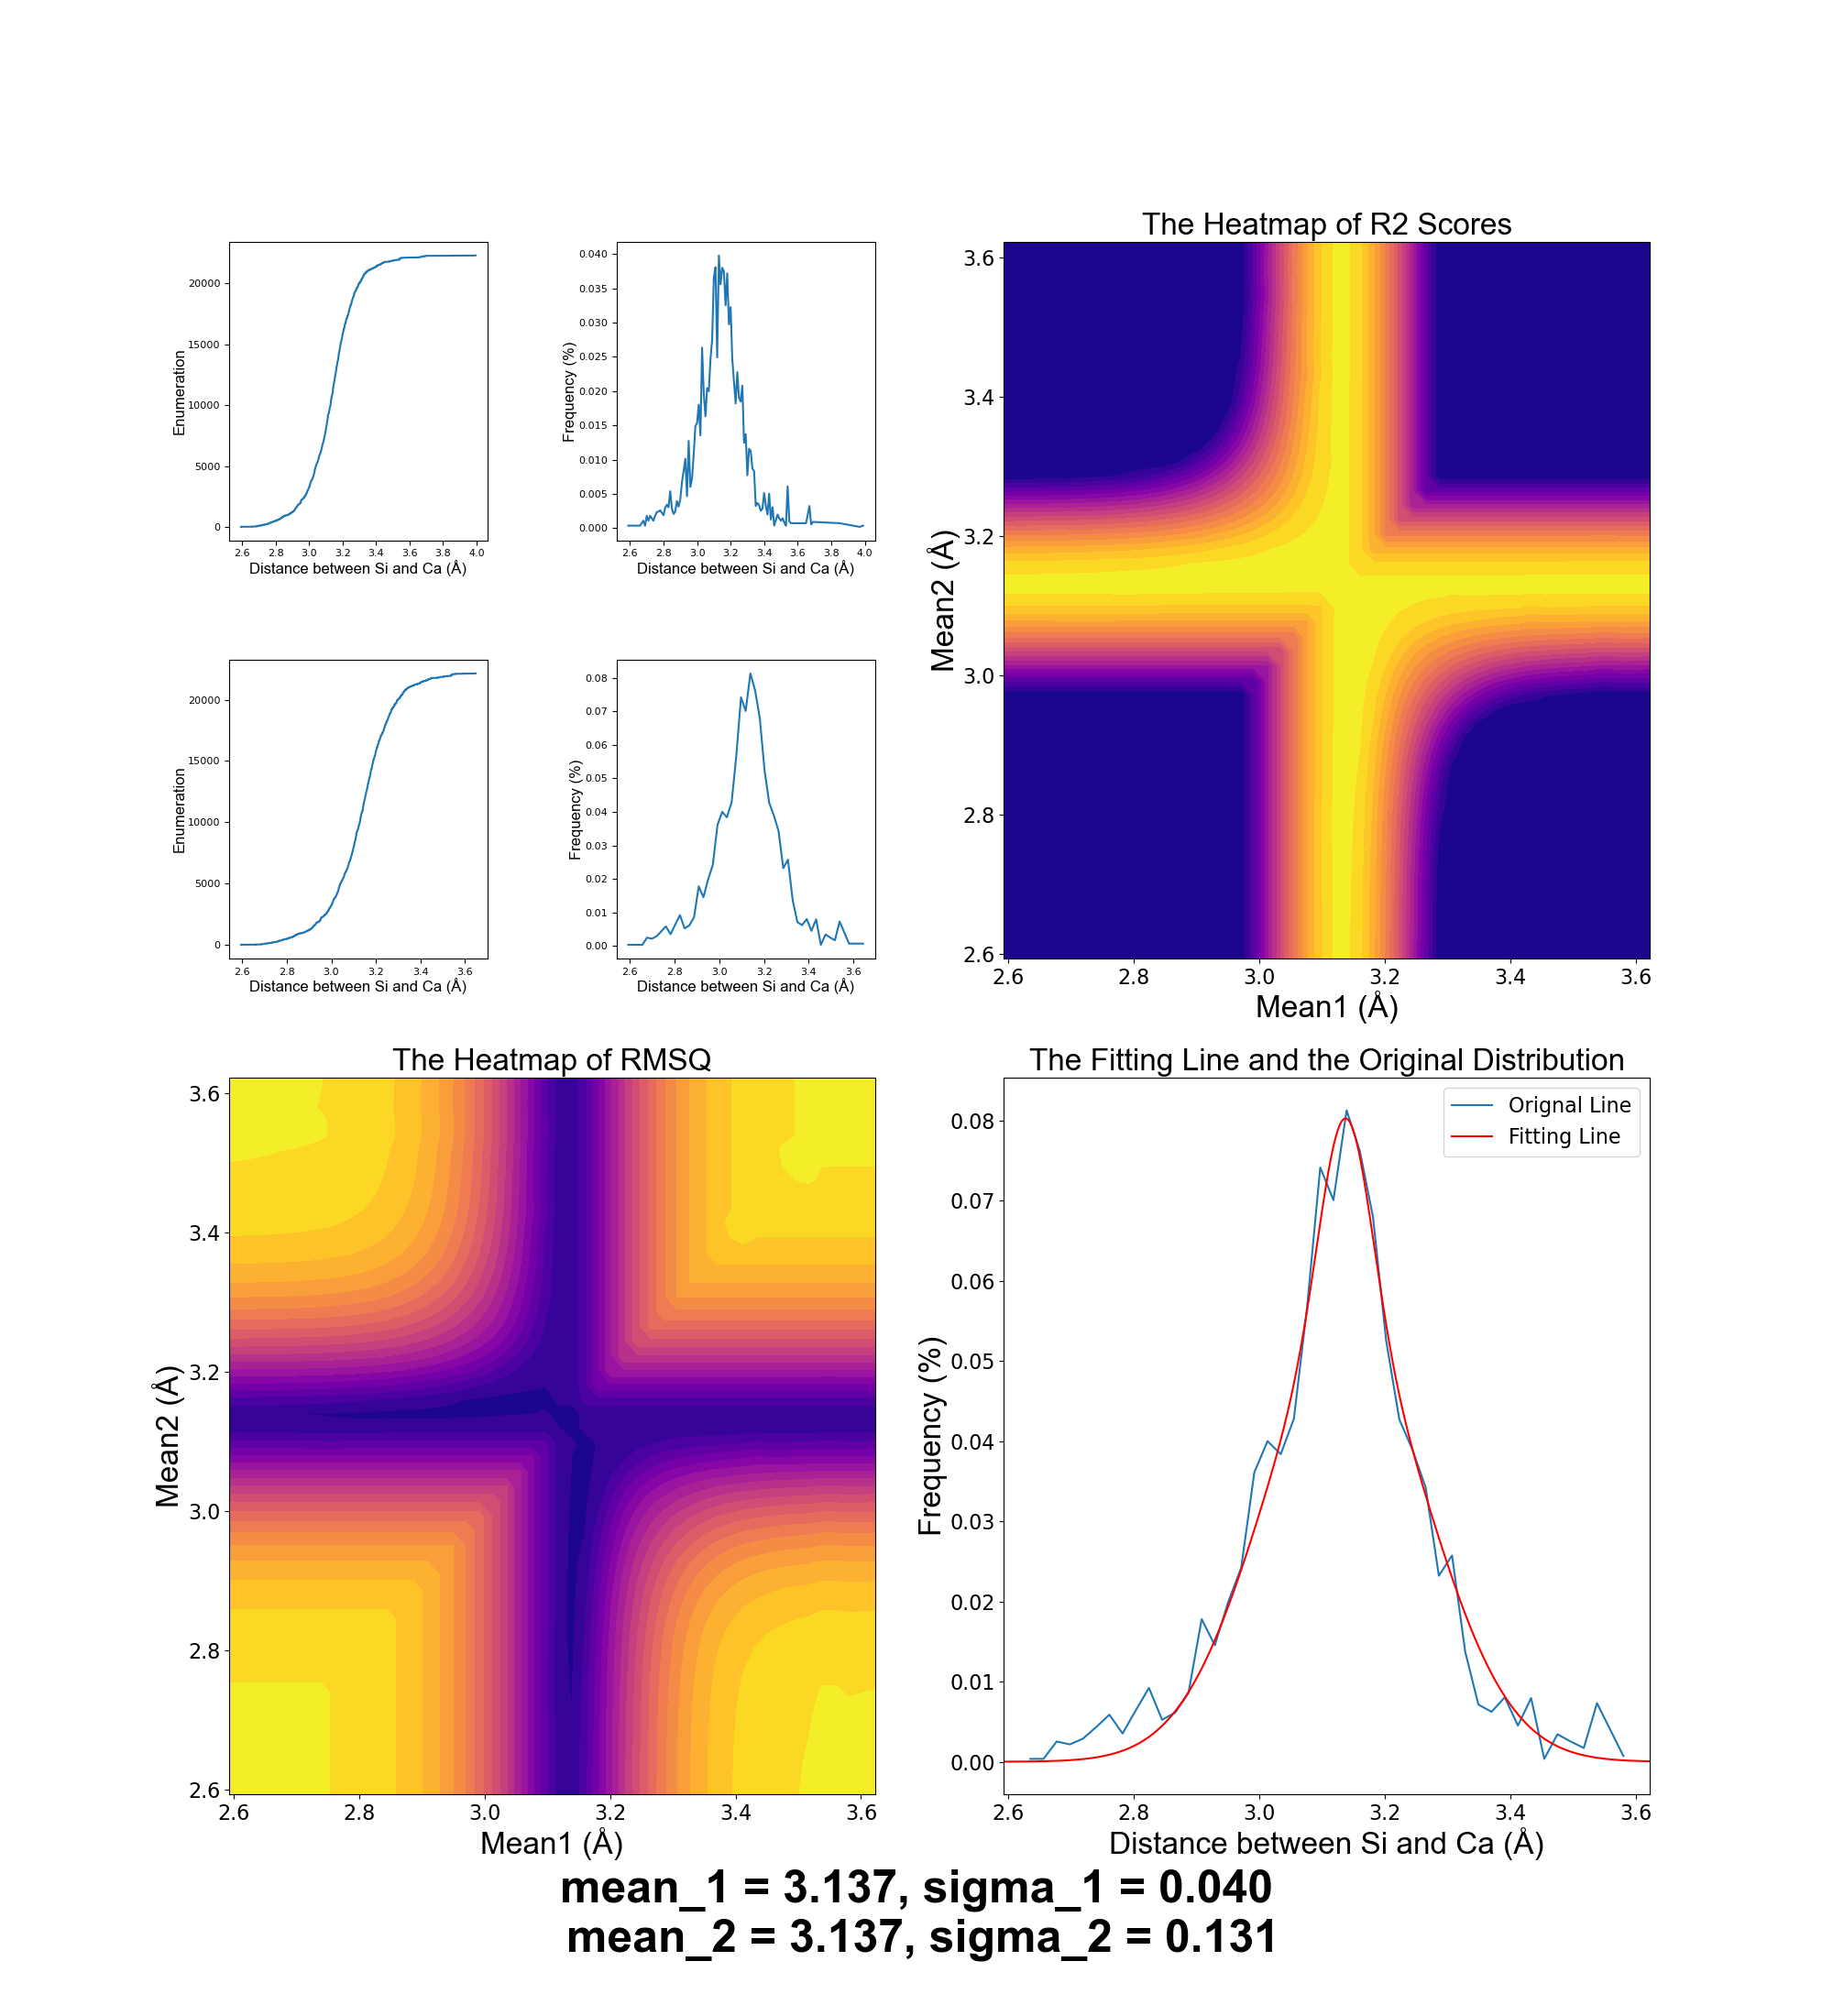 The Heatmap of R2 Scores
20000
15000
10000
5000
0
Enumeration
2.6 2.8 3.0 3.2 3.4 3.6 3.8 4.0
Distance between Si and Ca (Å)
0.040
0.035
0.030
0.025
0.020
0.015
0.010
0.005
0.000
Frequency (%)
2.6 2.8 3.0 3.2 3.4 3.6 3.8 4.0
Distance between Si and Ca (Å)
3.6
3.4
3.2
3.0
2.8
2.6
Mean2 (Å)
2.6 2.8 3.0 3.2 3.4 3.6
Mean1 (Å)
20000
15000
10000
5000
0
Enumeration
2.6 2.8 3.0 3.2 3.4 3.6
Distance between Si and Ca (Å)
0.08
0.07
0.06
0.05
0.04
0.03
0.02
0.01
0.00
Frequency (%)
2.6 2.8 3.0 3.2 3.4 3.6
Distance between Si and Ca (Å)
The Heatmap of RMSQ
3.6
3.4
3.2
3.0
2.8
2.6
Mean2 (Å)
2.6 2.8 3.0 3.2 3.4 3.6
Mean1 (Å)
The Fitting Line and the Original Distribution
Orignal Line
Fitting Line
0.08
0.07
0.06
0.05
0.04
0.03
0.02
0.01
0.00
Frequency (%)
2.6 2.8 3.0 3.2 3.4 3.6
Distance between Si and Ca (Å)
mean_1 = 3.137, sigma_1 = 0.040
mean_2 = 3.137, sigma_2 = 0.131